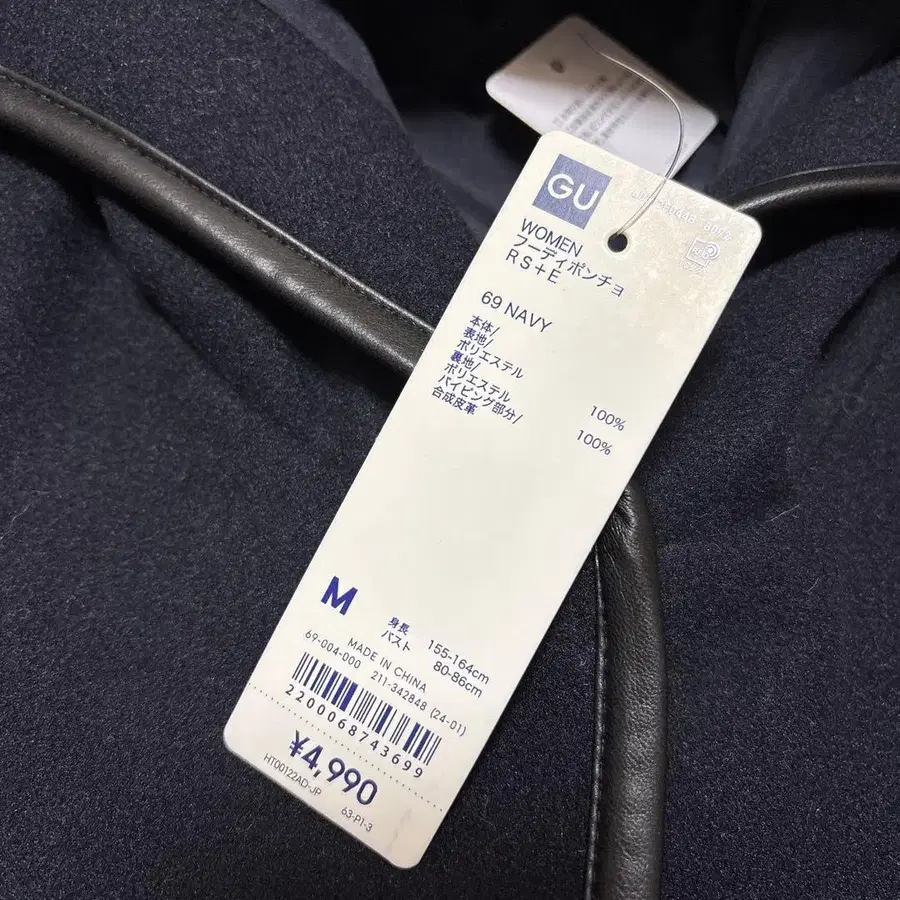 GU
WOMEN
フーディポンチョ
RS+E
69 NAVY
本体/
表地/
ポリエステル 100%
裏地/
ポリエステル 100%
パイピング部分/
合成皮革
M
身長 155-164cm
バスト 80-86cm
MADE IN CHINA
69-004-000 211-342848 (24-01)
2200068743699
¥4,990
HT00122AD-JP 63-P1-3